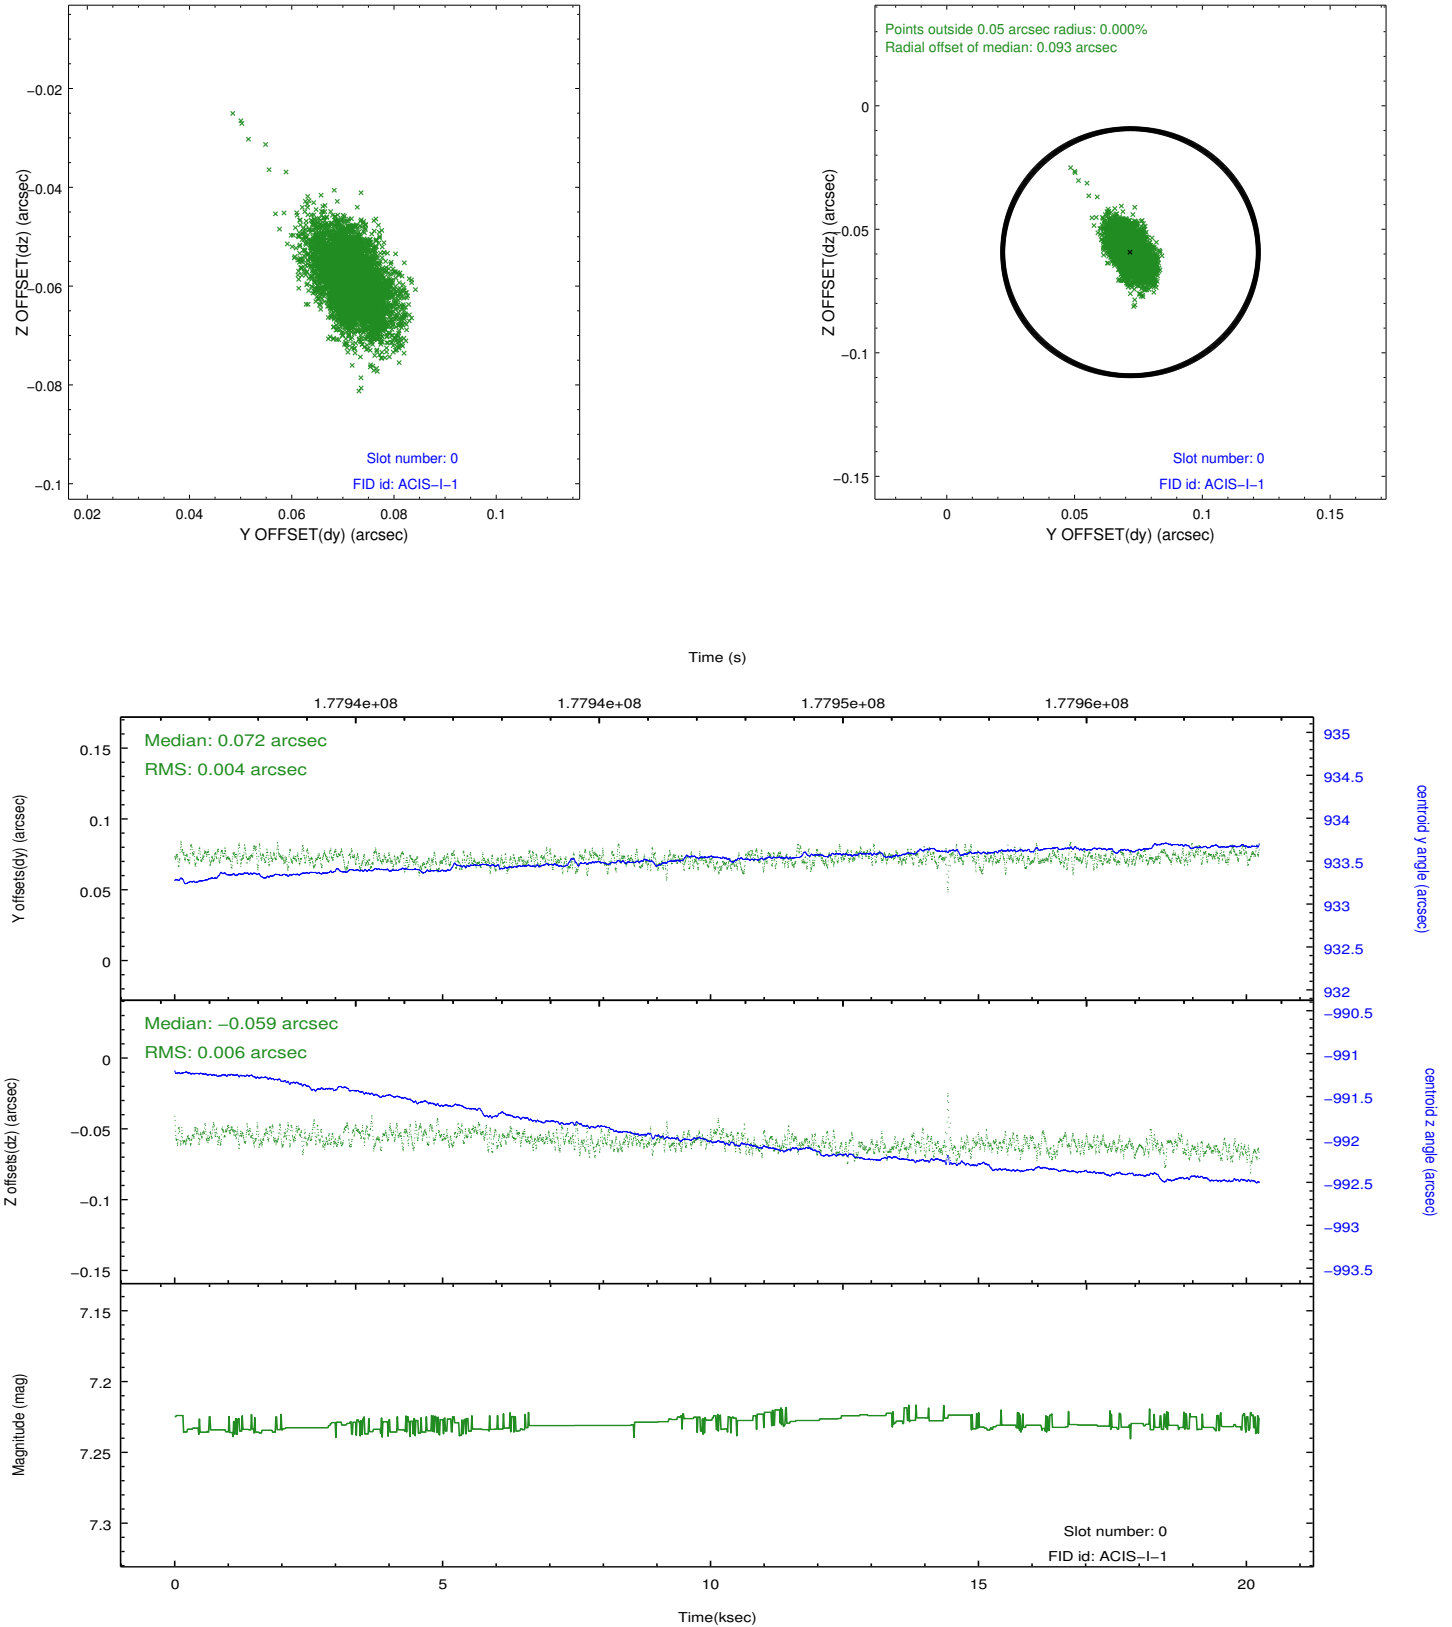 −0.02
−0.04
−0.06
−0.08
−0.1
Z OFFSET(dz) (arcsec)
Slot number: 0
FID id: ACIS−I−1
0.02 0.04 0.06 0.08 0.1
Y OFFSET(dy) (arcsec)
Points outside 0.05 arcsec radius: 0.000%
Radial offset of median: 0.093 arcsec
0
−0.05
−0.1
−0.15
Z OFFSET(dz) (arcsec)
Slot number: 0
FID id: ACIS−I−1
0 0.05 0.1 0.15
Y OFFSET(dy) (arcsec)
Time (s)
1.7794e+08 1.7794e+08 1.7795e+08 1.7796e+08
Median: 0.072 arcsec
RMS: 0.004 arcsec
0.15
0.1
0.05
0
Y offsets(dy) (arcsec)
935
934.5
934
933.5
933
932.5
932
centroid y angle (arcsec)
Median: −0.059 arcsec
RMS: 0.006 arcsec
0
−0.05
−0.1
−0.15
Z offsets(dz) (arcsec)
−990.5
−991
−991.5
−992
−992.5
−993
−993.5
centroid z angle (arcsec)
7.15
7.2
7.25
7.3
Magnitude (mag)
Slot number: 0
FID id: ACIS−I−1
0 5 10 15 20
Time(ksec)